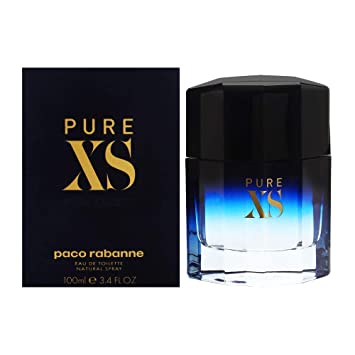 PURE
XS
paco rabanne
EAU DE TOILETTE
NATURAL SPRAY
100ml e 3.4 FL.OZ
PURE
XS